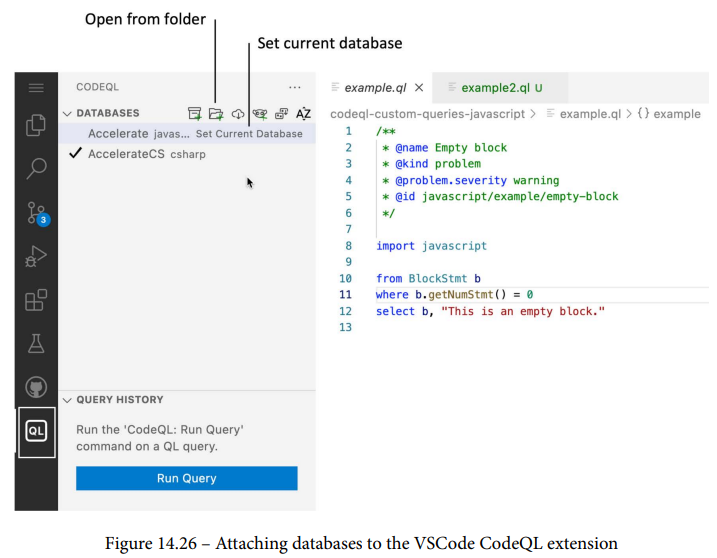 Open from folder
Set current database
CODEQL
...
DATABASES
AZ
Accelerate javas... Set Current Database
AccelerateCS csharp
3
QL
QUERY HISTORY
Run the 'CodeQL: Run Query'
command on a QL query.
Run Query
example.ql
example2.ql U
codeql-custom-queries-javascript > example.ql > {} example
1 /**
2 * @name Empty block
3 * @kind problem
4 * @problem.severity warning
5 * @id javascript/example/empty-block
6 */
7
8 import javascript
9
10 from BlockStmt b
11 where b.getNumStmt() = 0
12 select b, "This is an empty block."
13
Figure 14.26 – Attaching databases to the VSCode CodeQL extension